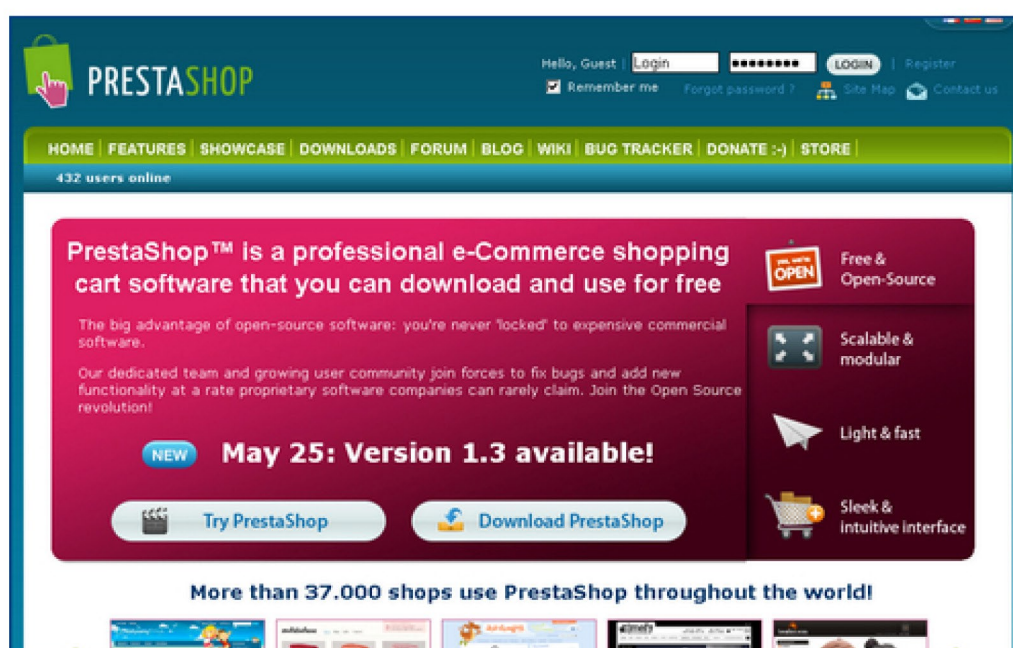 PRESTASHOP
Hello, Guest | Login LOGIN | Register
Remember me Forgot password ? Site Map Contact us
HOME | FEATURES | SHOWCASE | DOWNLOADS | FORUM | BLOG | WIKI | BUG TRACKER | DONATE :-) | STORE |
432 users online
PrestaShop™ is a professional e-Commerce shopping
cart software that you can download and use for free
The big advantage of open-source software: you're never 'locked' to expensive commercial
software.
Our dedicated team and growing user community join forces to fix bugs and add new
functionality at a rate proprietary software companies can rarely claim. Join the Open Source
revolution!
NEW May 25: Version 1.3 available!
Try PrestaShop Download PrestaShop
OPEN
Free &
Open-Source
Scalable &
modular
Light & fast
Sleek &
intuitive interface
More than 37.000 shops use PrestaShop throughout the world!